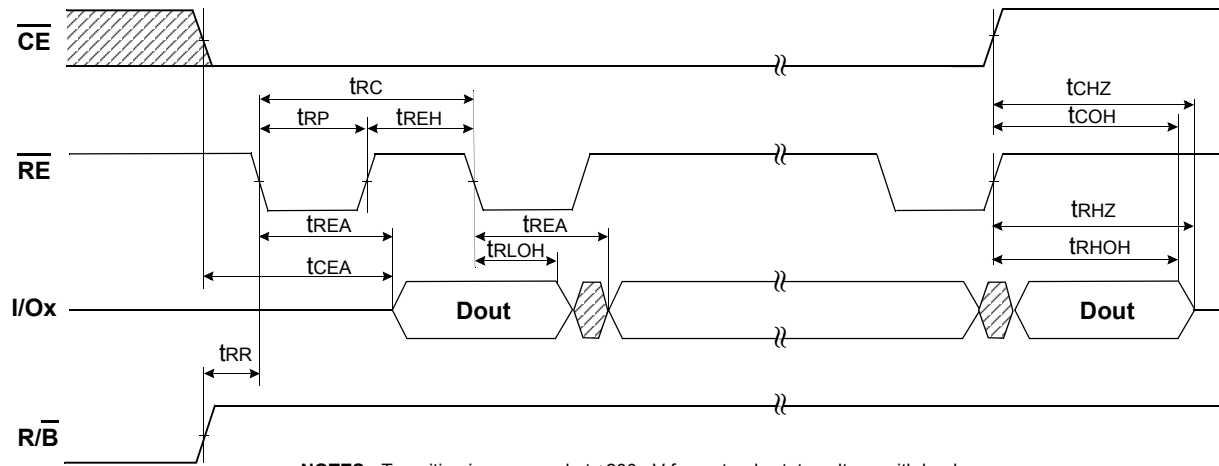 CE
tRC
tCHZ
tRP
tREH
tCOH
RE
tREA
tREA
tRHZ
tCEA
tRLOH
tRHOH
I/Ox
Dout
Dout
tRR
R/B